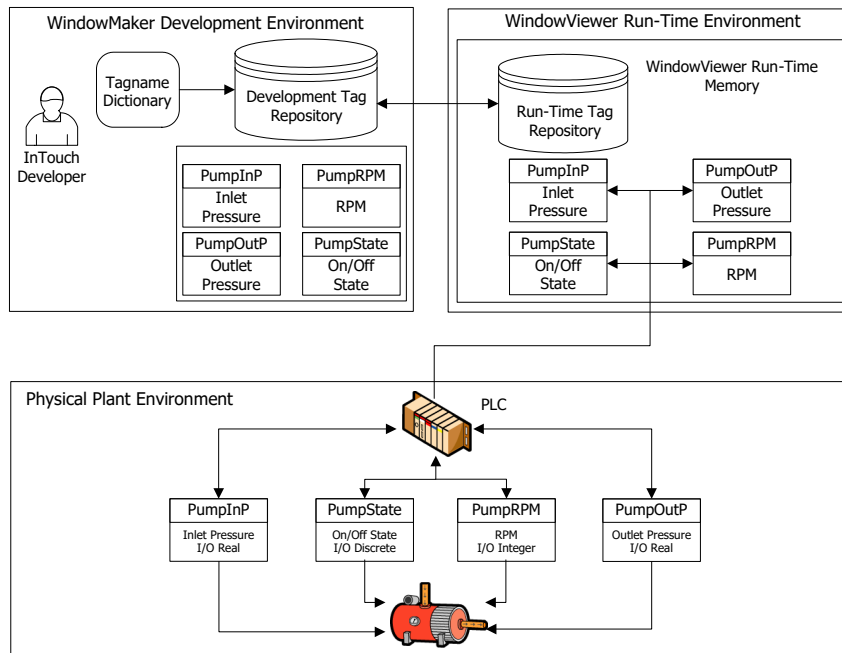 WindowMaker Development Environment
Tagname
Dictionary
Development Tag
Repository
InTouch
Developer
PumpInP
Inlet
Pressure
PumpRPM
RPM
PumpOutP
Outlet
Pressure
PumpState
On/Off
State
WindowViewer Run-Time Environment
WindowViewer Run-Time
Memory
Run-Time Tag
Repository
PumpInP
Inlet
Pressure
PumpOutP
Outlet
Pressure
PumpState
On/Off
State
PumpRPM
RPM
Physical Plant Environment
PLC
PumpInP
Inlet Pressure
I/O Real
PumpState
On/Off State
I/O Discrete
PumpRPM
RPM
I/O Integer
PumpOutP
Outlet Pressure
I/O Real